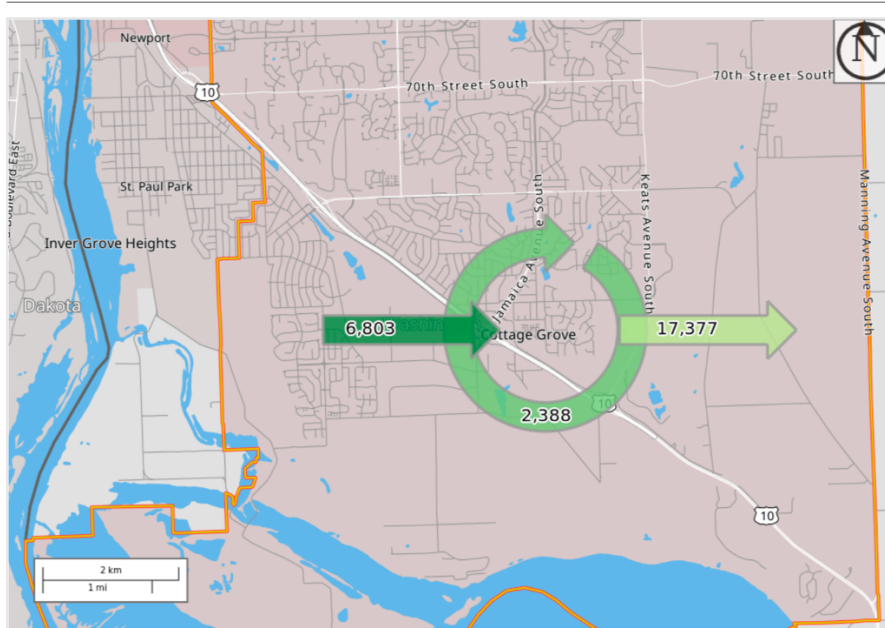 Newport
N
10
70th Street South
70th Street South
St. Paul Park
Jamaica Avenue South
Keats Avenue South
Manning Avenue South
Inver Grove Heights
Dakota
6,803
Cottage Grove
17,377
2,388
10
10
2 km
1 mi